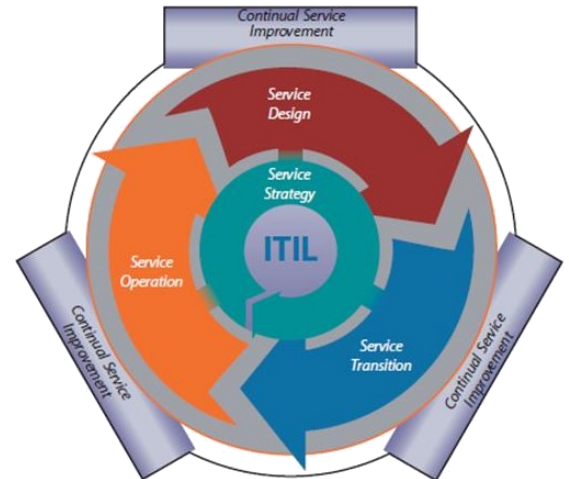 Continual Service
Improvement
Service
Design
Service
Strategy
ITIL
Service
Operation
Service
Transition
Continual Service
Improvement
Continual Service
Improvement